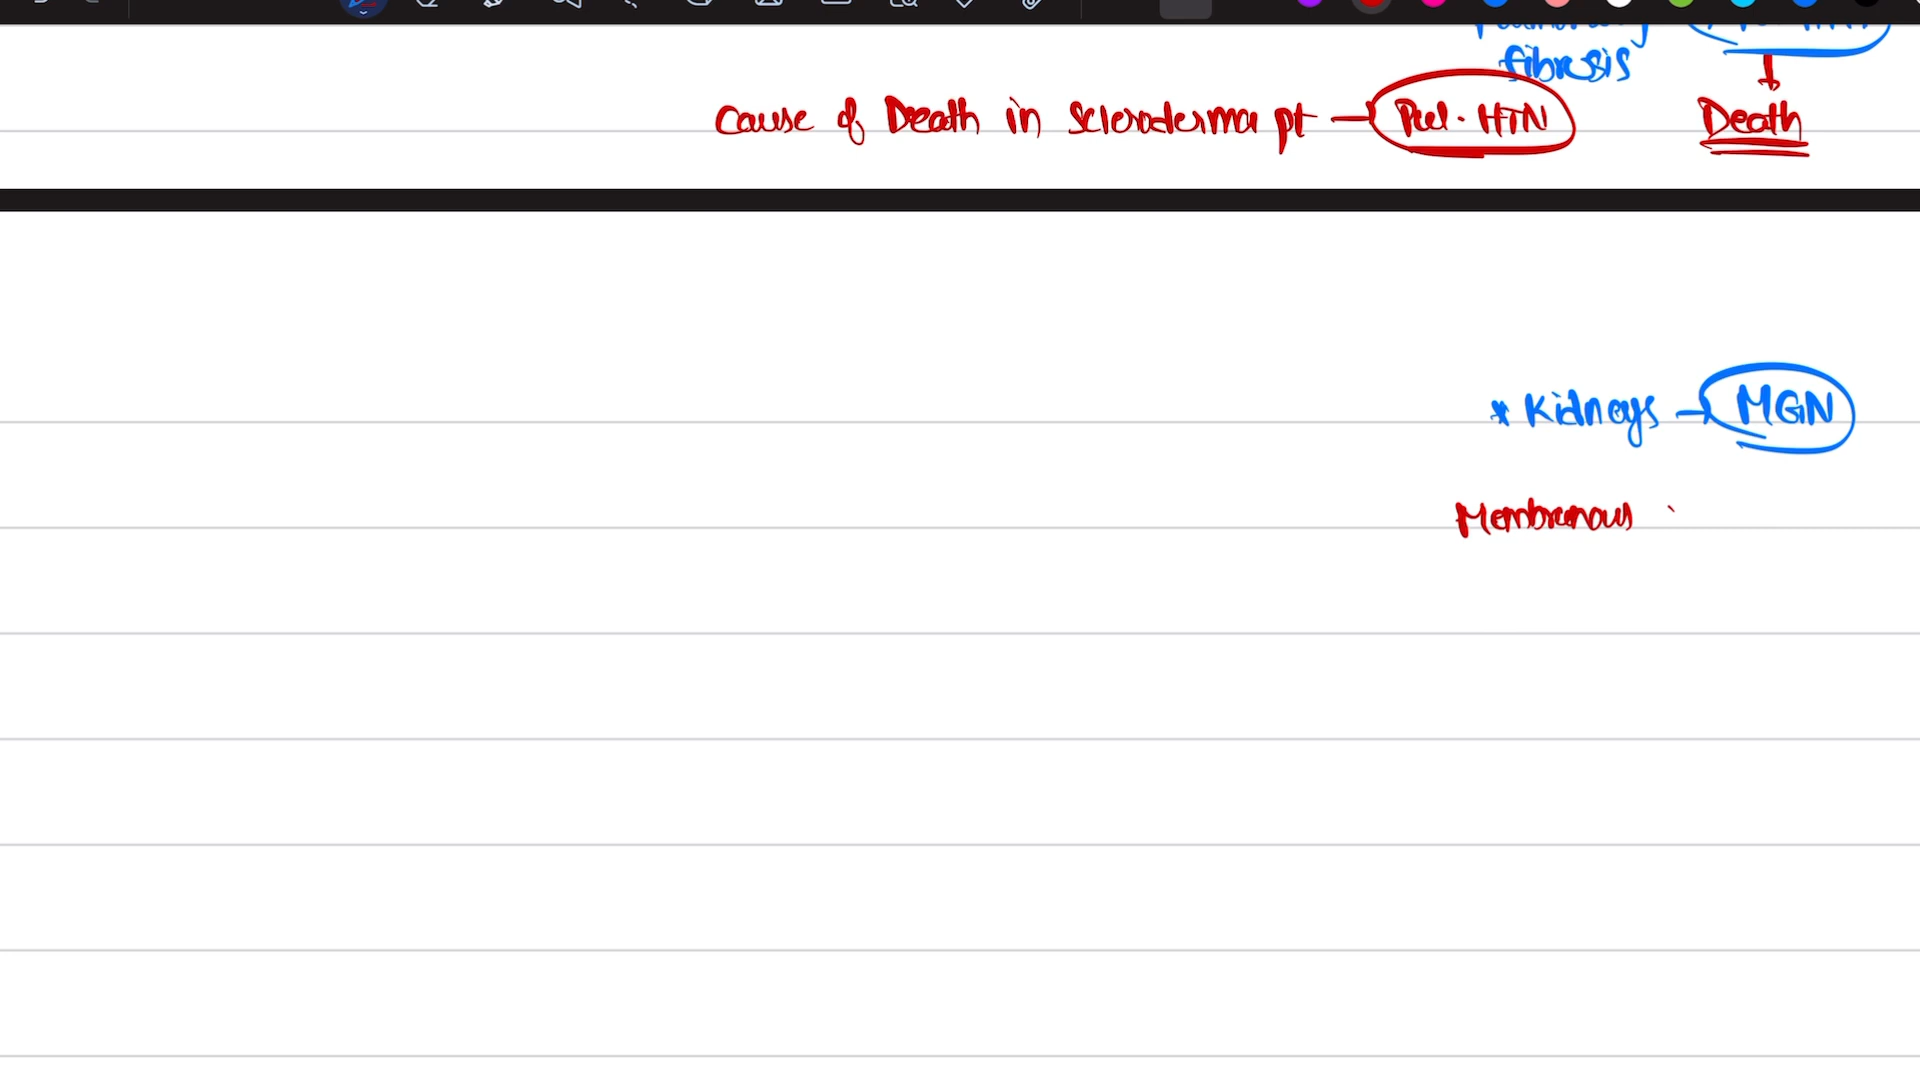 fibrosis
Cause of Death in scleroderma pt → Pul. HTN
Death
* Kidneys → MGN
Membranous